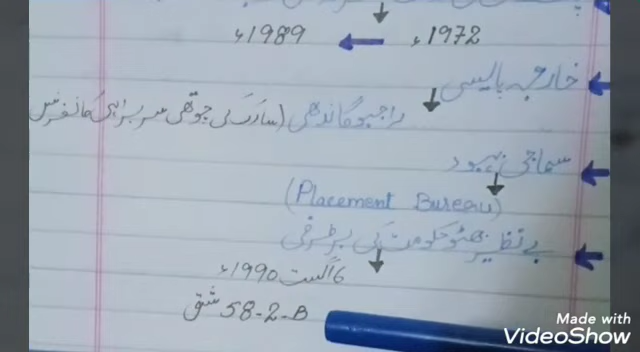 1972ء 1989ء
خارجہ پالیسی
راجیو گاندھی (سارک کی چوتھی سربراہی کانفرنس
سماجی بہبود
(Placement Bureau)
بے نظیر بھٹو حکومت کی برطرفی
6 اگست 1990ء
58-2-B شق
Made with
VideoShow